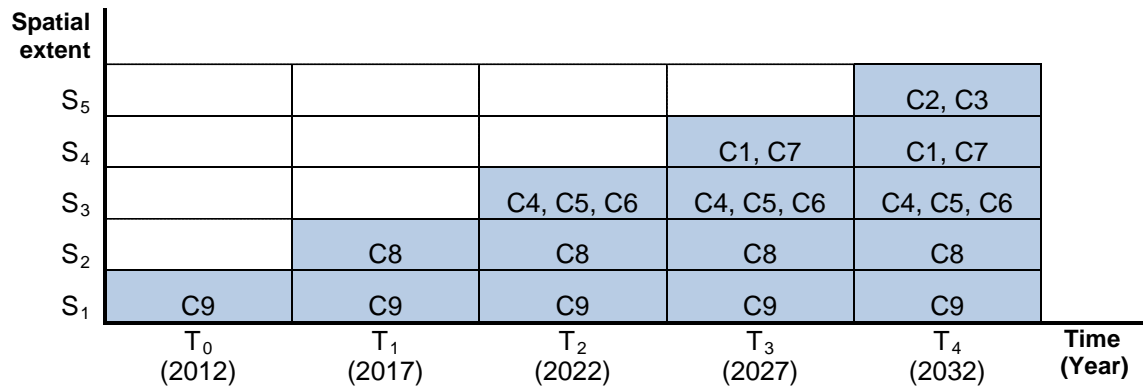 Spatial
extent
S5 C2, C3
S4 C1, C7 C1, C7
S3 C4, C5, C6 C4, C5, C6 C4, C5, C6
S2 C8 C8 C8 C8
S1 C9 C9 C9 C9 C9
T0 T1 T2 T3 T4 Time
(2012) (2017) (2022) (2027) (2032) (Year)